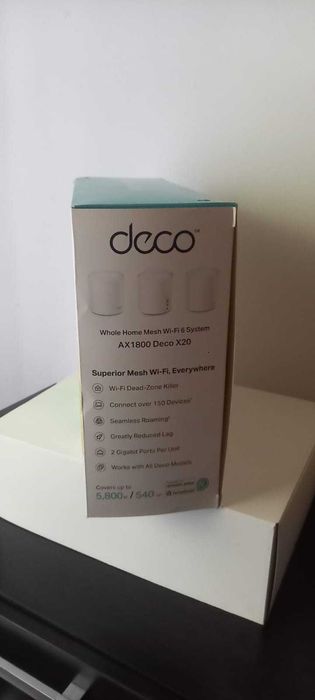 deco™
Whole Home Mesh Wi-Fi 6 System
AX1800 Deco X20
Superior Mesh Wi-Fi, Everywhere
Wi-Fi Dead-Zone Killer
Connect over 150 Devices
Seamless Roaming
Greatly Reduced Lag
2 Gigabit Ports Per Unit
Works with All Deco Models
Covers up to
5,800 / 540